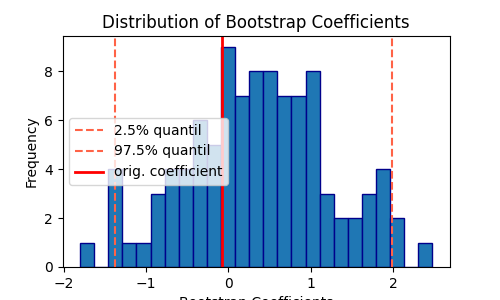 Distribution of Bootstrap Coefficients
Frequency
8
6
4
2
0
2.5% quantil
97.5% quantil
orig. coefficient
−2
−1
0
1
2
Bootstrap Coefficients